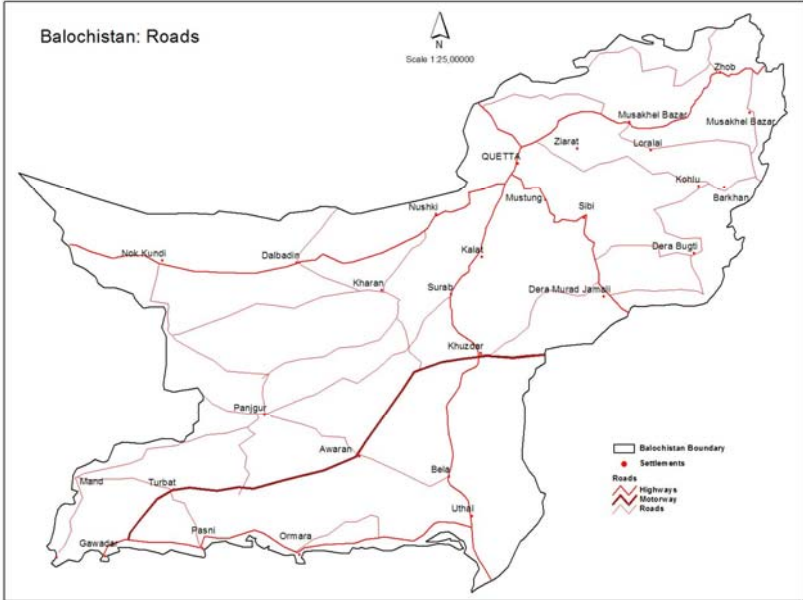 Balochistan: Roads
N
Scale 1:25,00000
Zhob
Musakhel Bazar
Musakhel Bazar
Ziarat
Loralai
QUETTA
Kohlu
Barkhan
Mustung
Sibi
Nushki
Nok Kundi
Dalbadin
Kalat
Dera Bugti
Kharan
Surab
Dera Murad Jamali
Khuzdar
Panjgur
Awaran
Bela
Mand
Turbat
Uthal
Gawadar
Pasni
Ormara
Balochistan Boundary
Settlements
Roads
Highways
Motorway
Roads